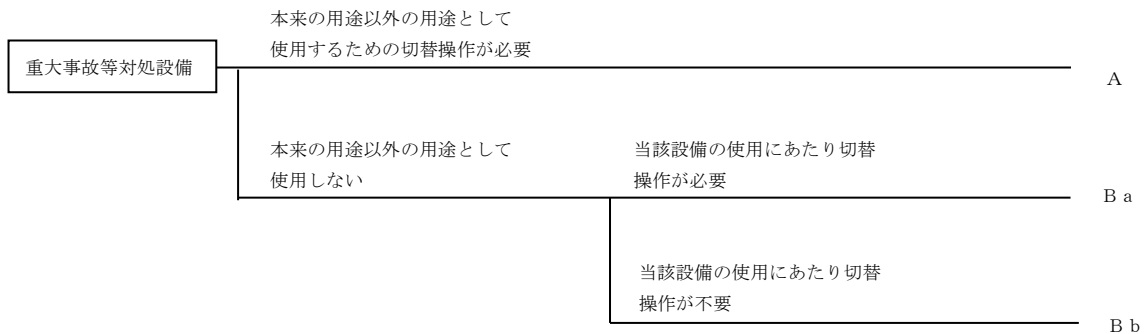 本来の用途以外の用途として
使用するための切替操作が必要
重大事故等対処設備
A
本来の用途以外の用途として
使用しない
当該設備の使用にあたり切替
操作が必要
Ｂａ
当該設備の使用にあたり切替
操作が不要
Ｂｂ